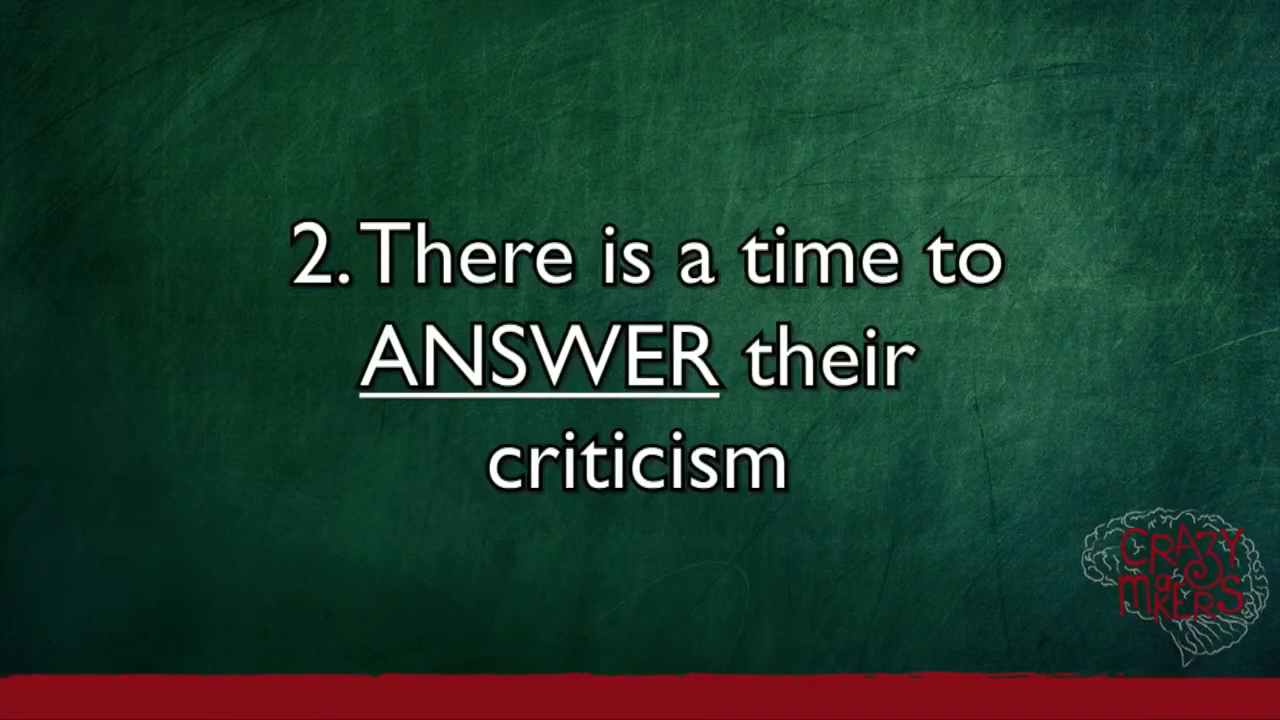 2. There is a time to
ANSWER their
criticism
CRAZY
MaKERS